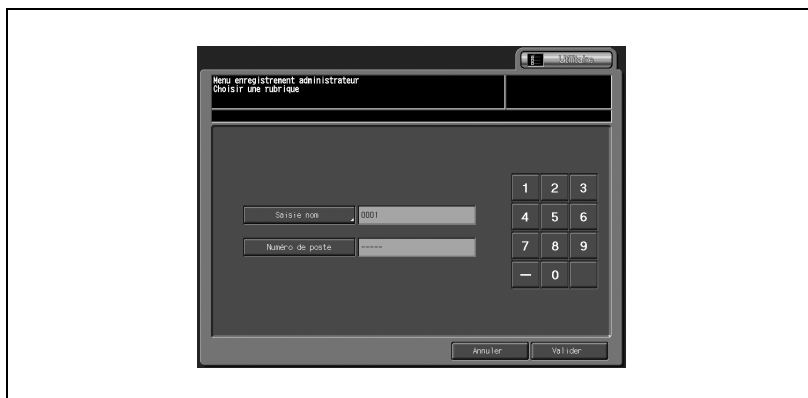 Utilitaire
Menu enregistrement administrateur
Choisir une rubrique
1 2 3
Saisie nom 0001 4 5 6
Numéro de poste ----- 7 8 9
— 0
Annuler Valider